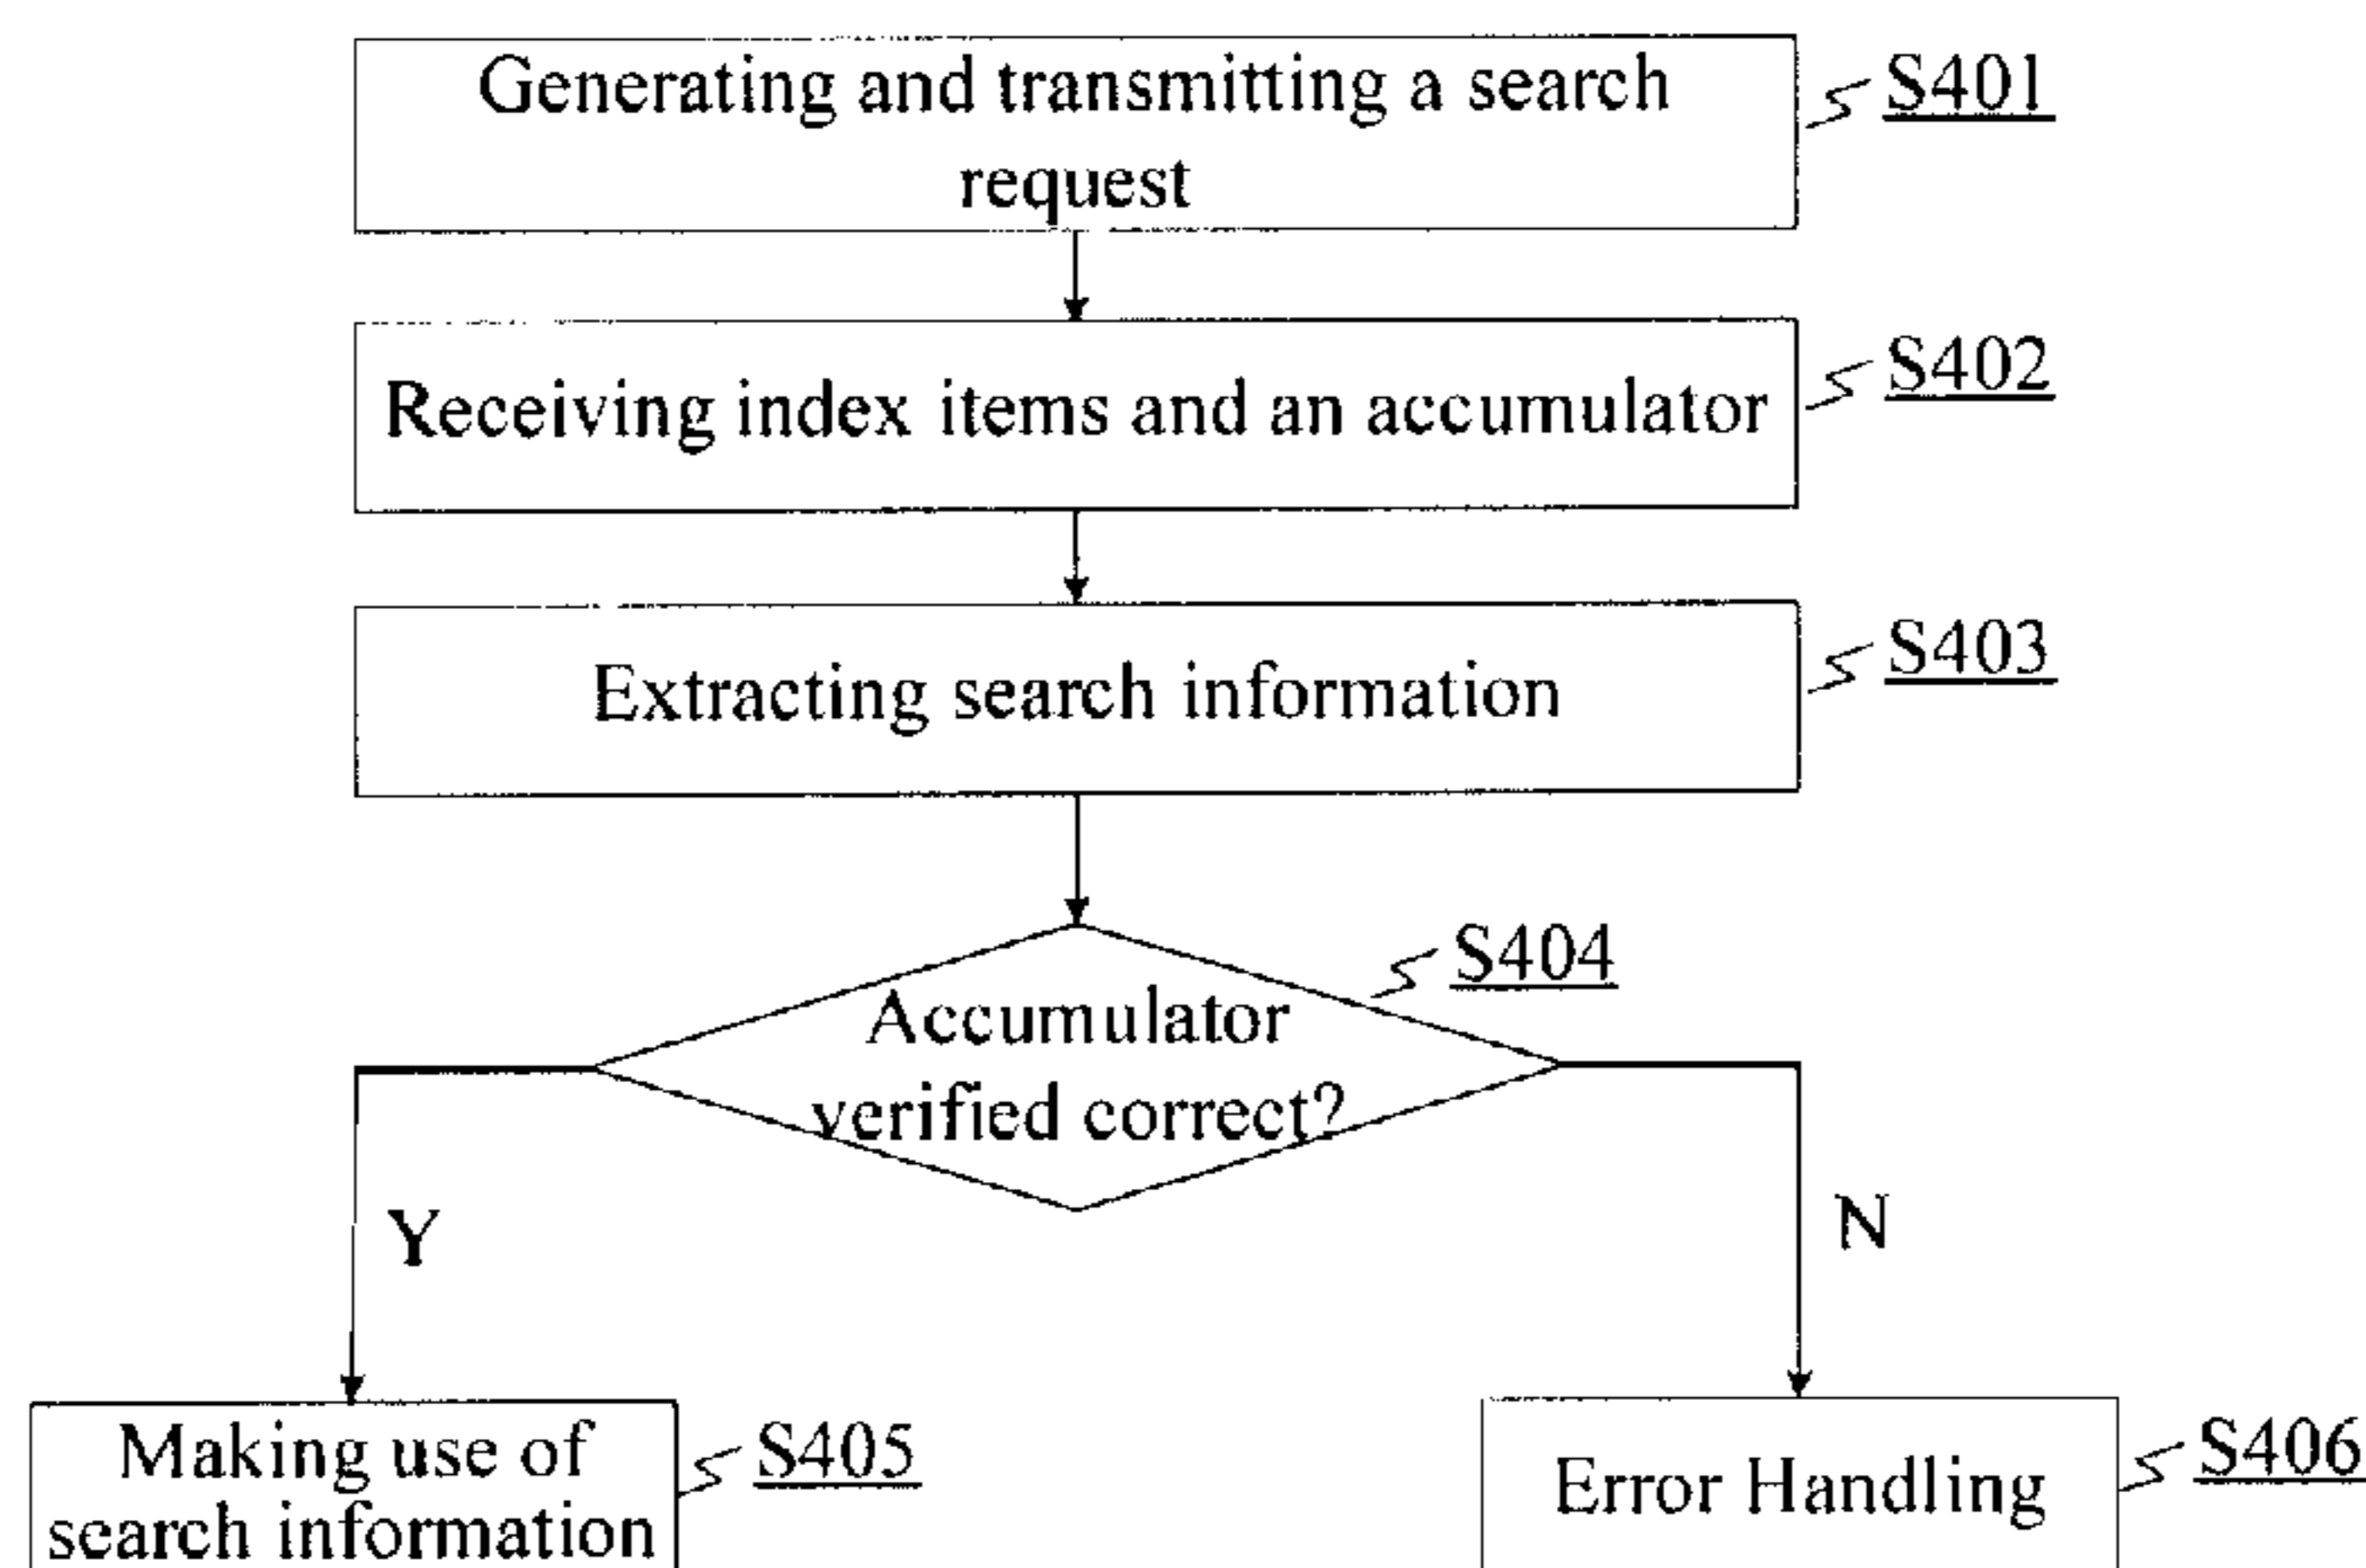 Generating and transmitting a search
request
S401
Receiving index items and an accumulator
S402
Extracting search information
S403
S404
Accumulator
verified correct?
Y
N
Making use of
search information
S405
Error Handling
S406